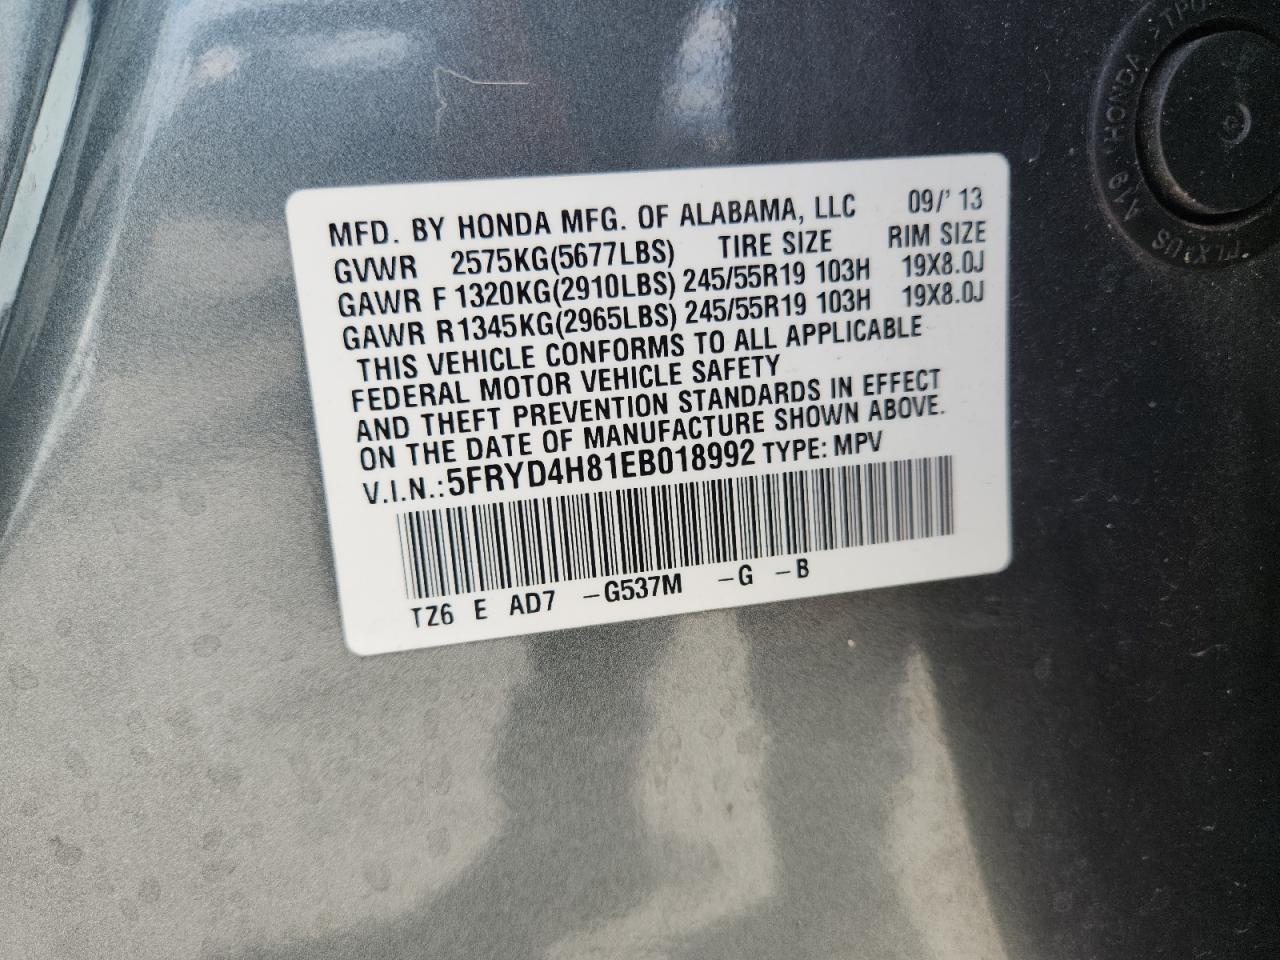 MFD. BY HONDA MFG. OF ALABAMA, LLC 09/' 13
GVWR 2575KG(5677LBS) TIRE SIZE RIM SIZE
GAWR F 1320KG(2910LBS) 245/55R19 103H 19X8.0J
GAWR R1345KG(2965LBS) 245/55R19 103H 19X8.0J
THIS VEHICLE CONFORMS TO ALL APPLICABLE
FEDERAL MOTOR VEHICLE SAFETY
AND THEFT PREVENTION STANDARDS IN EFFECT
ON THE DATE OF MANUFACTURE SHOWN ABOVE.
V.I.N.:5FRYD4H81EB018992 TYPE: MPV
TZ6 E AD7 -G537M -G -B
HONDA